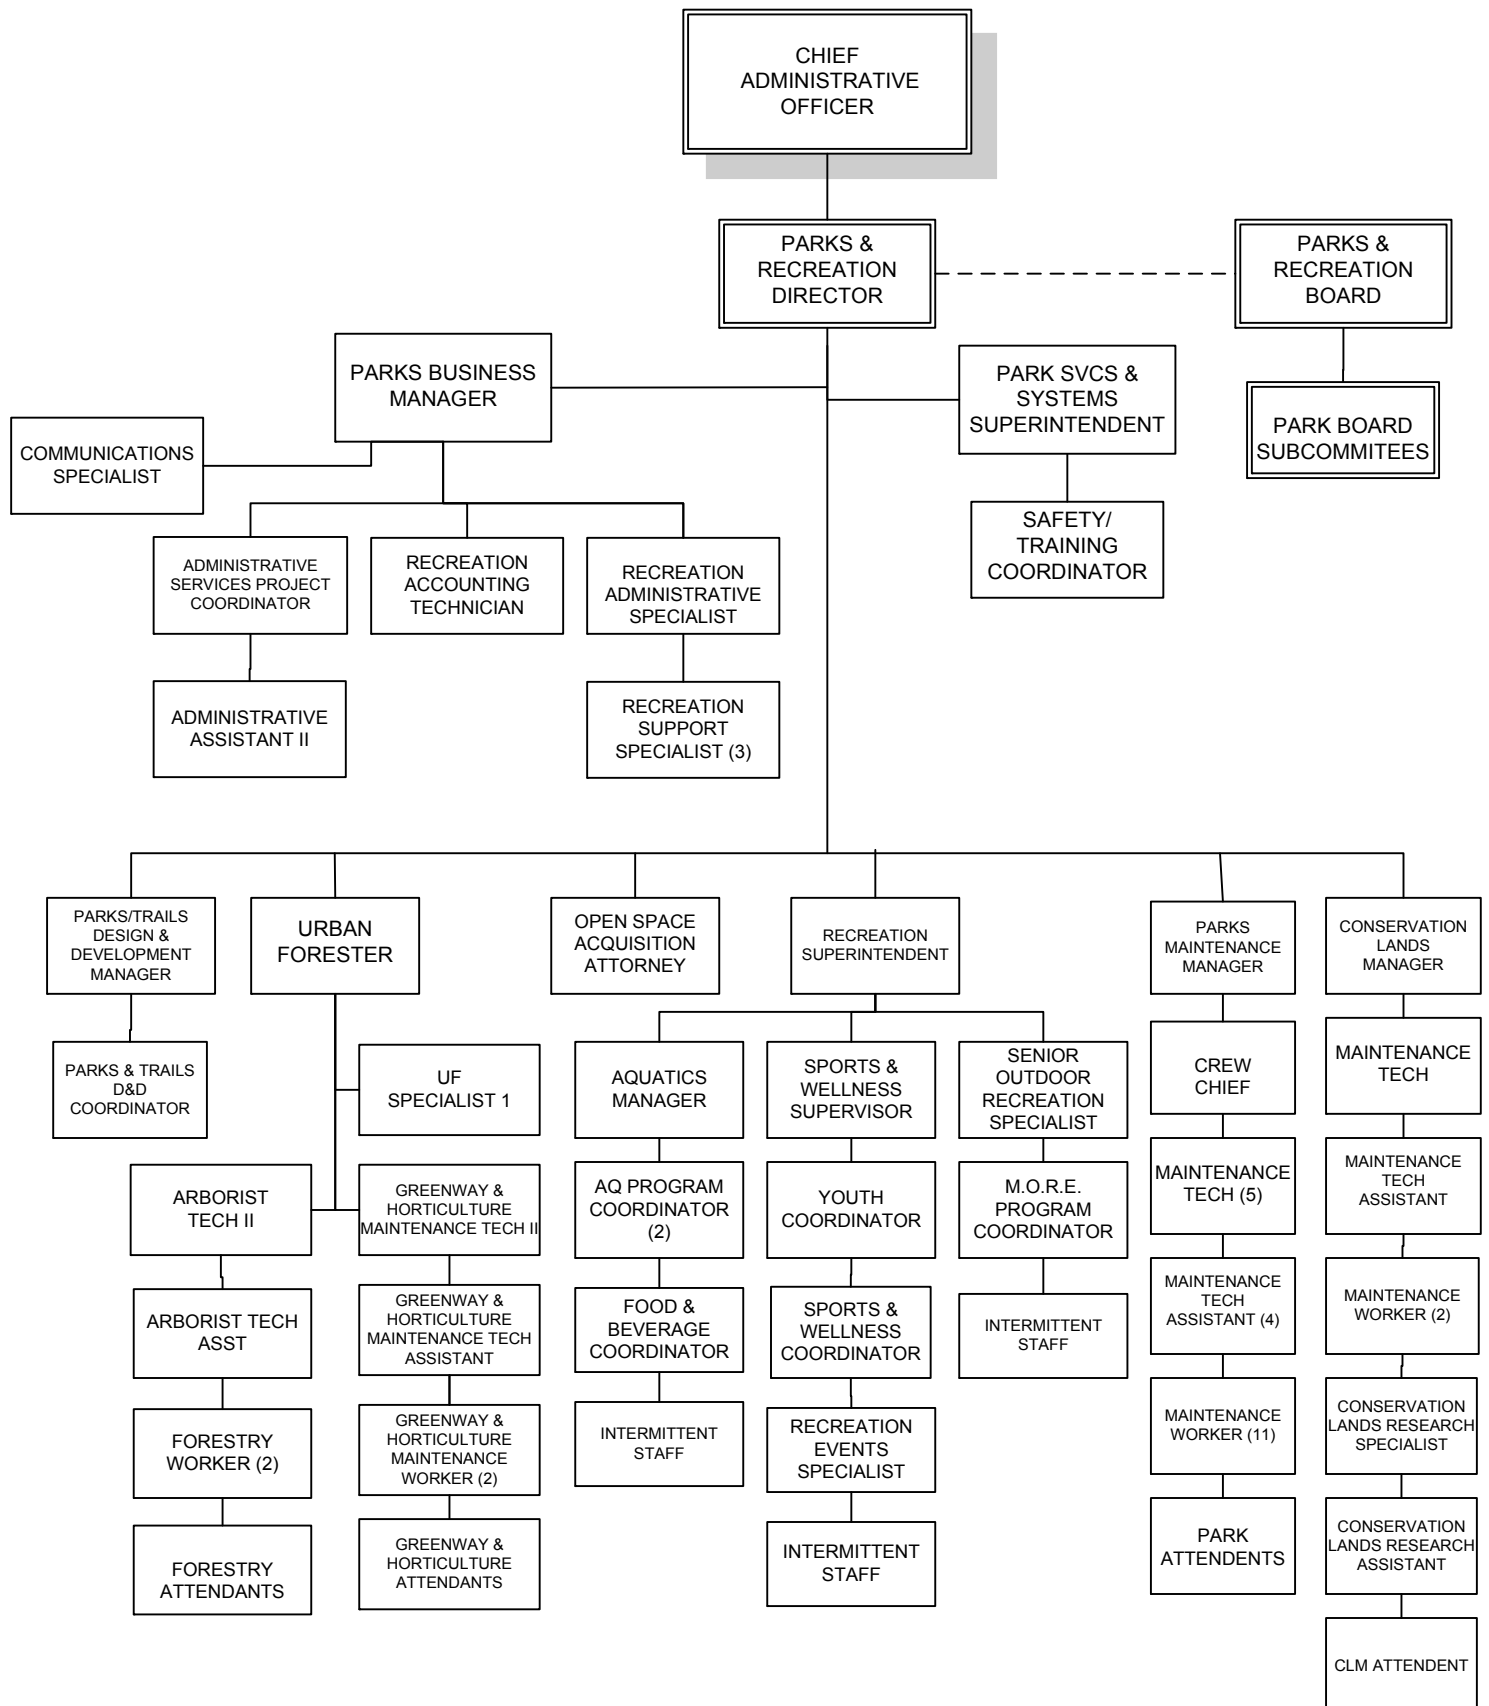 CHIEF
ADMINISTRATIVE
OFFICER
PARKS &
RECREATION
DIRECTOR
PARKS &
RECREATION
BOARD
PARKS BUSINESS
MANAGER
PARK SVCS &
SYSTEMS
SUPERINTENDENT
PARK BOARD
SUBCOMMITEES
COMMUNICATIONS
SPECIALIST
SAFETY/
TRAINING
COORDINATOR
ADMINISTRATIVE
SERVICES PROJECT
COORDINATOR
RECREATION
ACCOUNTING
TECHNICIAN
RECREATION
ADMINISTRATIVE
SPECIALIST
ADMINISTRATIVE
ASSISTANT II
RECREATION
SUPPORT
SPECIALIST (3)
PARKS/TRAILS
DESIGN &
DEVELOPMENT
MANAGER
URBAN
FORESTER
OPEN SPACE
ACQUISITION
ATTORNEY
RECREATION
SUPERINTENDENT
PARKS
MAINTENANCE
MANAGER
CONSERVATION
LANDS
MANAGER
PARKS & TRAILS
D&D
COORDINATOR
UF
SPECIALIST 1
AQUATICS
MANAGER
SPORTS &
WELLNESS
SUPERVISOR
SENIOR
OUTDOOR
RECREATION
SPECIALIST
CREW
CHIEF
MAINTENANCE
TECH
ARBORIST
TECH II
GREENWAY &
HORTICULTURE
MAINTENANCE TECH II
AQ PROGRAM
COORDINATOR
(2)
YOUTH
COORDINATOR
M.O.R.E.
PROGRAM
COORDINATOR
MAINTENANCE
TECH (5)
MAINTENANCE
TECH
ASSISTANT
ARBORIST TECH
ASST
GREENWAY &
HORTICULTURE
MAINTENANCE TECH
ASSISTANT
FOOD &
BEVERAGE
COORDINATOR
SPORTS &
WELLNESS
COORDINATOR
INTERMITTENT
STAFF
MAINTENANCE
TECH
ASSISTANT (4)
MAINTENANCE
WORKER (2)
FORESTRY
WORKER (2)
GREENWAY &
HORTICULTURE
MAINTENANCE
WORKER (2)
INTERMITTENT
STAFF
RECREATION
EVENTS
SPECIALIST
MAINTENANCE
WORKER (11)
CONSERVATION
LANDS RESEARCH
SPECIALIST
FORESTRY
ATTENDANTS
GREENWAY &
HORTICULTURE
ATTENDANTS
INTERMITTENT
STAFF
PARK
ATTENDENTS
CONSERVATION
LANDS RESEARCH
ASSISTANT
CLM ATTENDENT